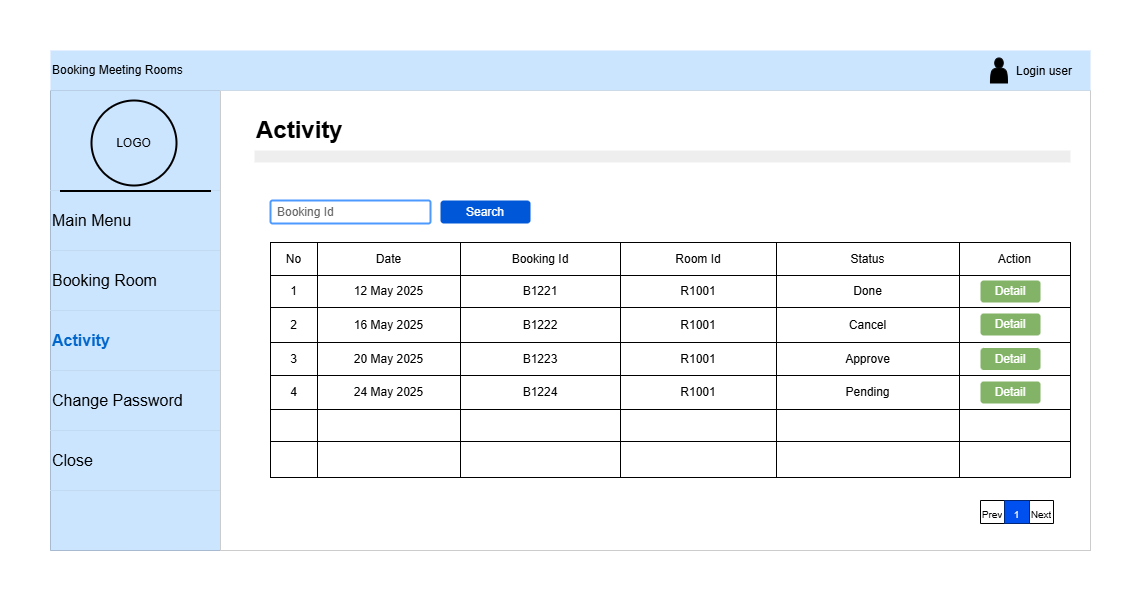 Booking Meeting Rooms
Login user
LOGO
Main Menu
Booking Room
Activity
Change Password
Close
Activity
Booking Id
Search
No Date Booking Id Room Id Status Action
1 12 May 2025 B1221 R1001 Done Detail
2 16 May 2025 B1222 R1001 Cancel Detail
3 20 May 2025 B1223 R1001 Approve Detail
4 24 May 2025 B1224 R1001 Pending Detail
Prev 1 Next